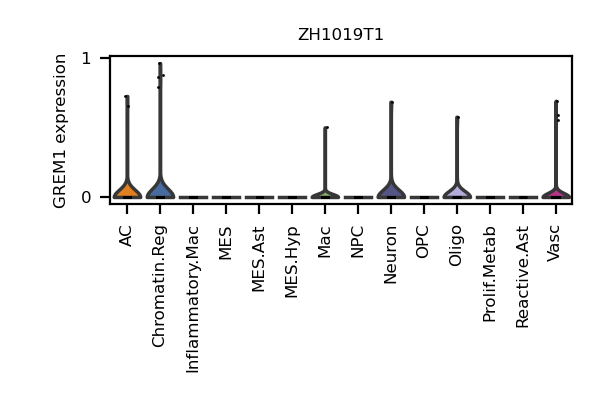 ZH1019T1
GREM1 expression
1
0
AC
Chromatin.Reg
Inflammatory.Mac
MES
MES.Ast
MES.Hyp
Mac
NPC
Neuron
OPC
Oligo
Prolif.Metab
Reactive.Ast
Vasc